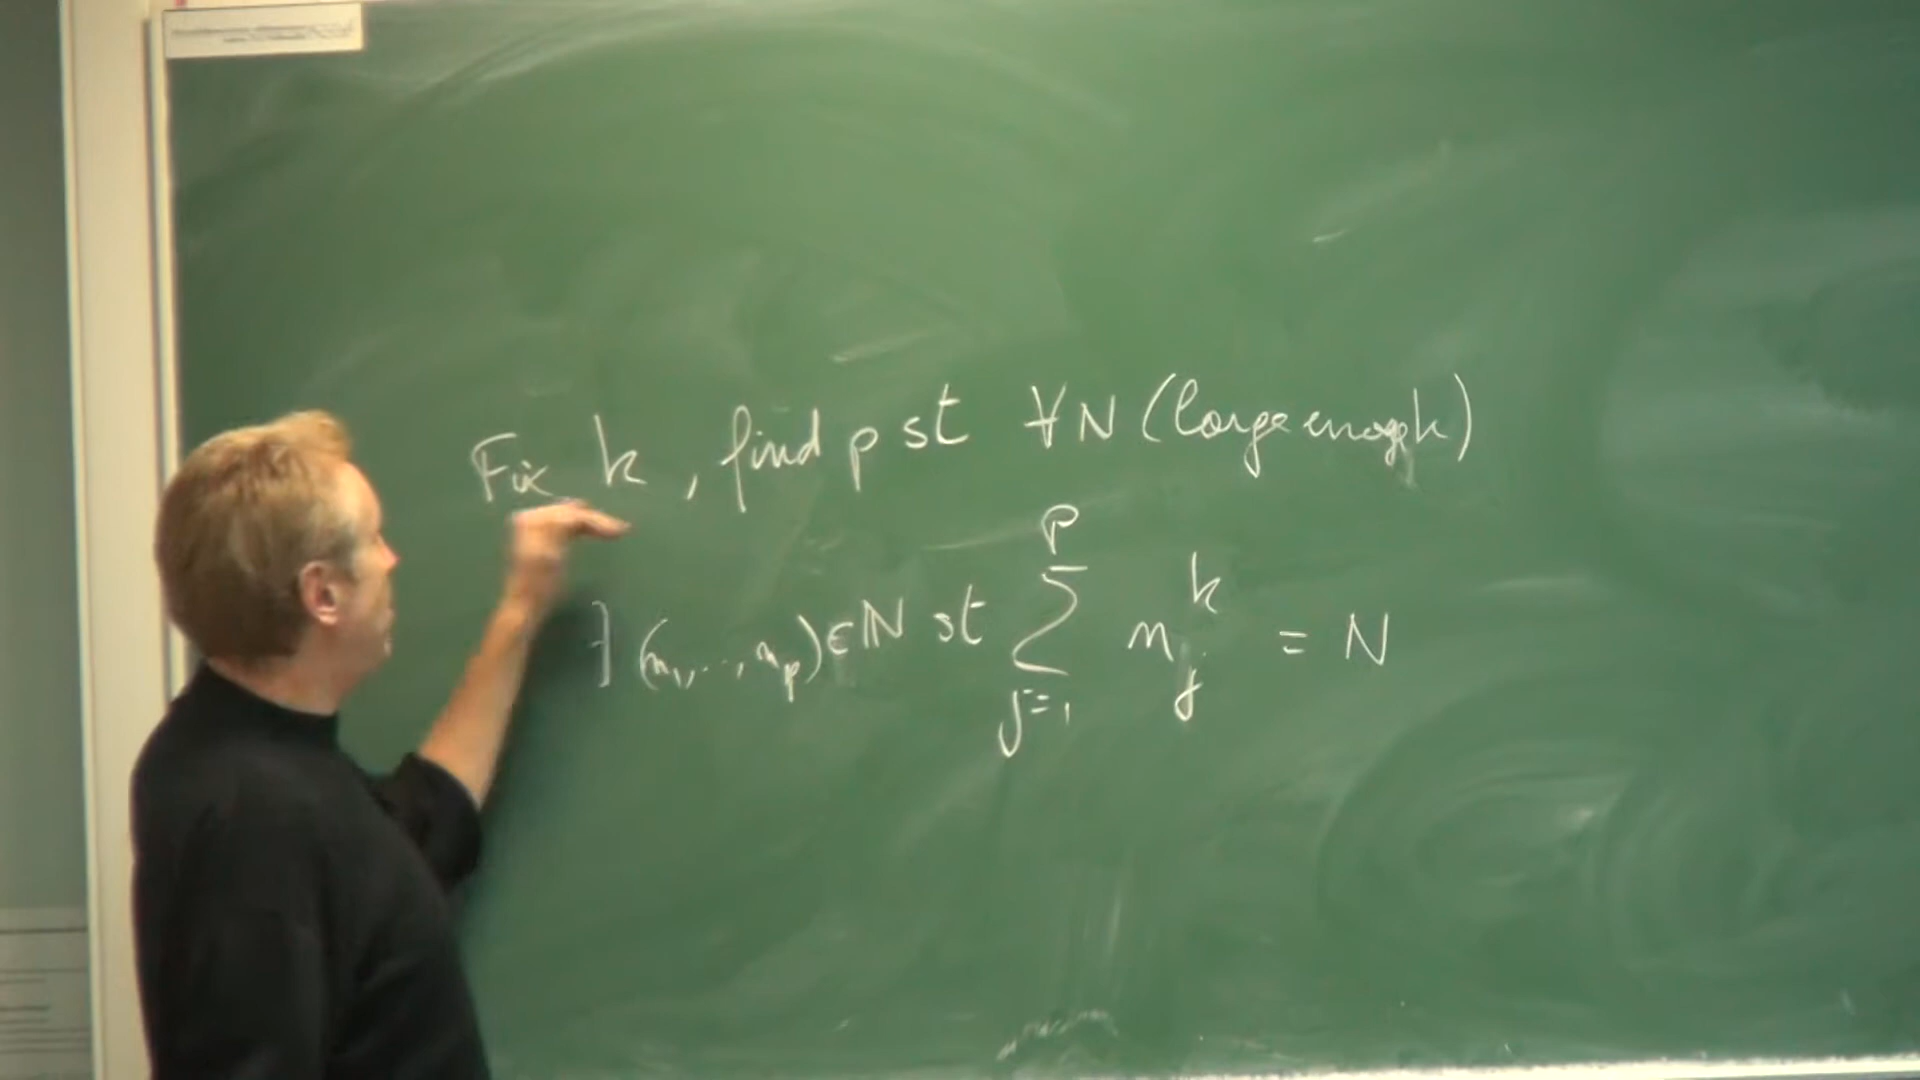 Fix k, find p st ∀N (large enough)
∃ (n₁, ..., nₚ) ∈ ℕ st ∑_{j=1}^{p} n_j^k = N